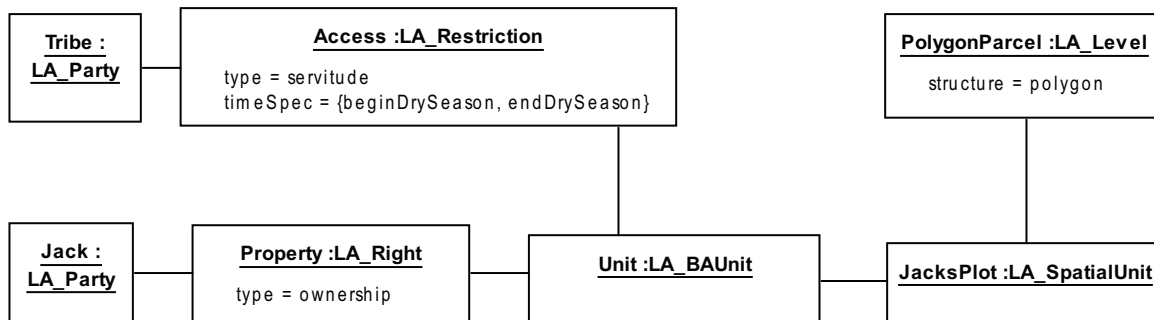 Tribe :
LA_Party
Access :LA_Restriction
type = servitude
timeSpec = {beginDrySeason, endDrySeason}
PolygonParcel :LA_Level
structure = polygon
Jack :
LA_Party
Property :LA_Right
type = ownership
Unit :LA_BAUnit
JacksPlot :LA_SpatialUnit